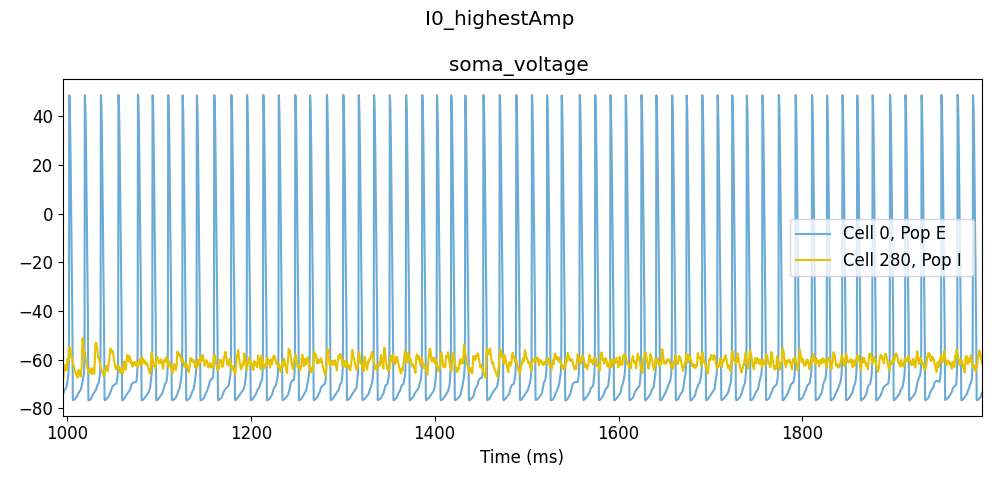 I0_highestAmp
soma_voltage
40
20
0
−20
−40
−60
−80
Cell 0, Pop E
Cell 280, Pop I
1000
1200
1400
1600
1800
Time (ms)